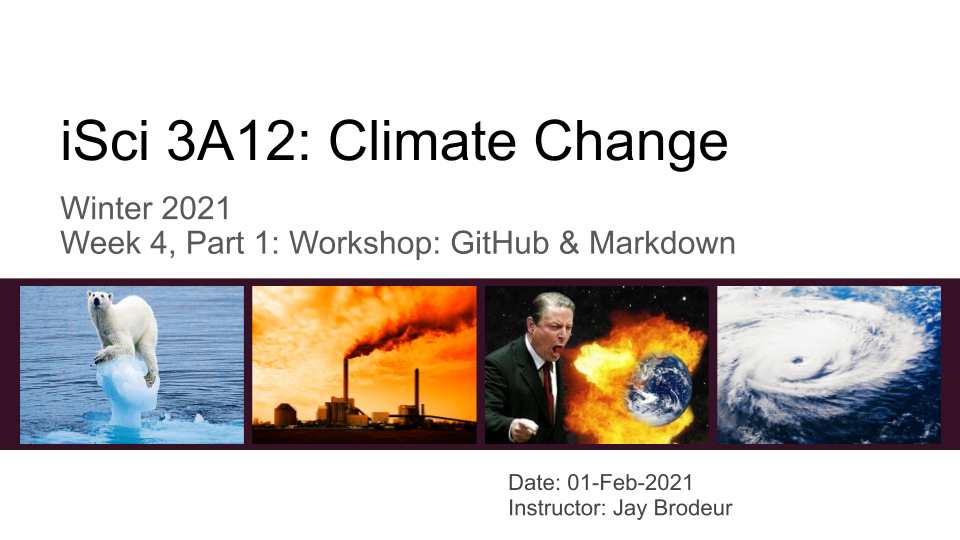 iSci 3A12: Climate Change
Winter 2021
Week 4, Part 1: Workshop: GitHub & Markdown
Date: 01-Feb-2021
Instructor: Jay Brodeur